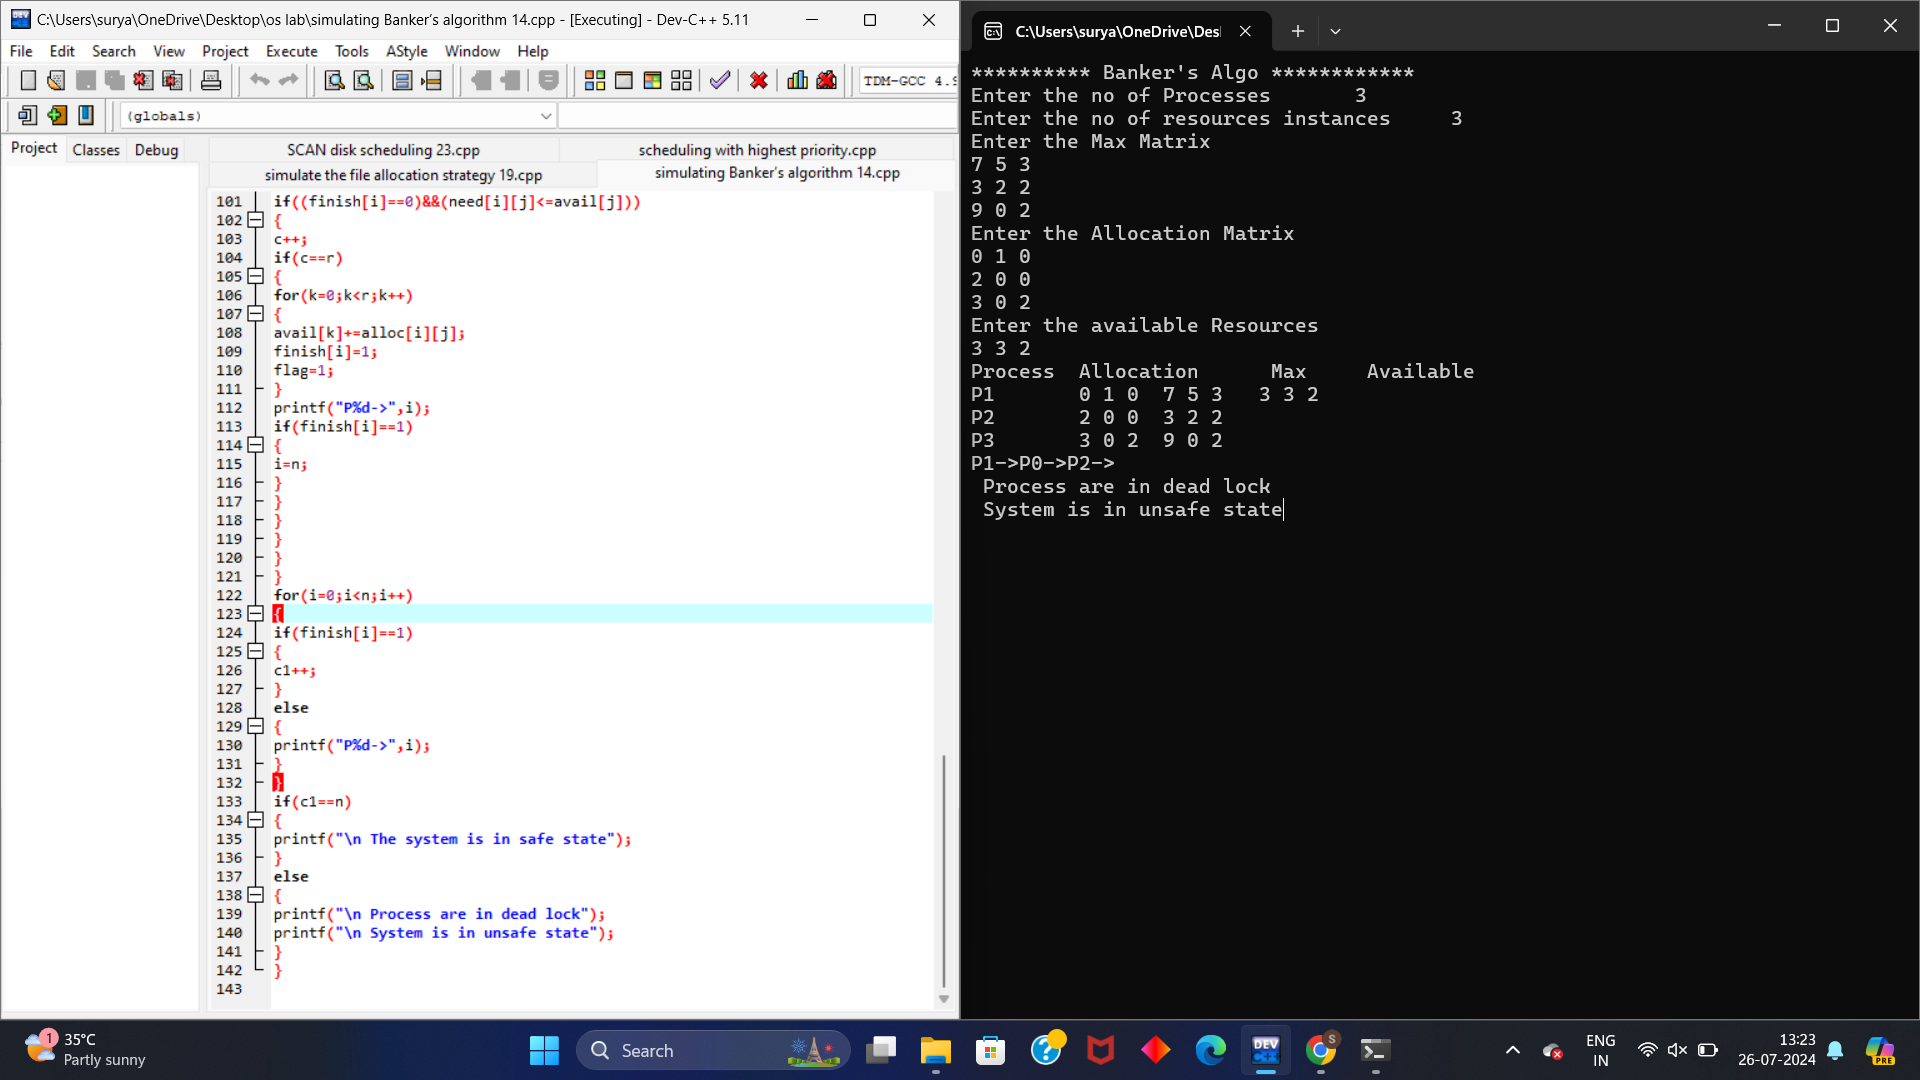 C:\Users\surya\OneDrive\Desktop\os lab\simulating Banker's algorithm 14.cpp - [Executing] - Dev-C++ 5.11
File Edit Search View Project Execute Tools AStyle Window Help
TDM-GCC 4.9
(globals)
Project Classes Debug
SCAN disk scheduling 23.cpp scheduling with highest priority.cpp
simulate the file allocation strategy 19.cpp simulating Banker's algorithm 14.cpp
101 if((finish[i]==0)&&(need[i][j]<=avail[j]))
102 {
103 c++;
104 if(c==r)
105 {
106 for(k=0;k<r;k++)
107 {
108 avail[k]+=alloc[i][j];
109 finish[i]=1;
110 flag=1;
111 }
112 printf("P%d->",i);
113 if(finish[i]==1)
114 {
115 i=n;
116 }
117 }
118 }
119 }
120 }
121 }
122 for(i=0;i<n;i++)
123 {
124 if(finish[i]==1)
125 {
126 c1++;
127 }
128 else
129 {
130 printf("P%d->",i);
131 }
132 }
133 if(c1==n)
134 {
135 printf("\n The system is in safe state");
136 }
137 else
138 {
139 printf("\n Process are in dead lock");
140 printf("\n System is in unsafe state");
141 }
142 }
143
C:\Users\surya\OneDrive\Des
********** Banker's Algo ************
Enter the no of Processes 3
Enter the no of resources instances 3
Enter the Max Matrix
7 5 3
3 2 2
9 0 2
Enter the Allocation Matrix
0 1 0
2 0 0
3 0 2
Enter the available Resources
3 3 2
Process Allocation Max Available
P1 0 1 0 7 5 3 3 3 2
P2 2 0 0 3 2 2
P3 3 0 2 9 0 2
P1->P0->P2->
Process are in dead lock
System is in unsafe state
1
35°C
Partly sunny
Search
DEV C++
S
PRE
ENG
IN
13:23
26-07-2024